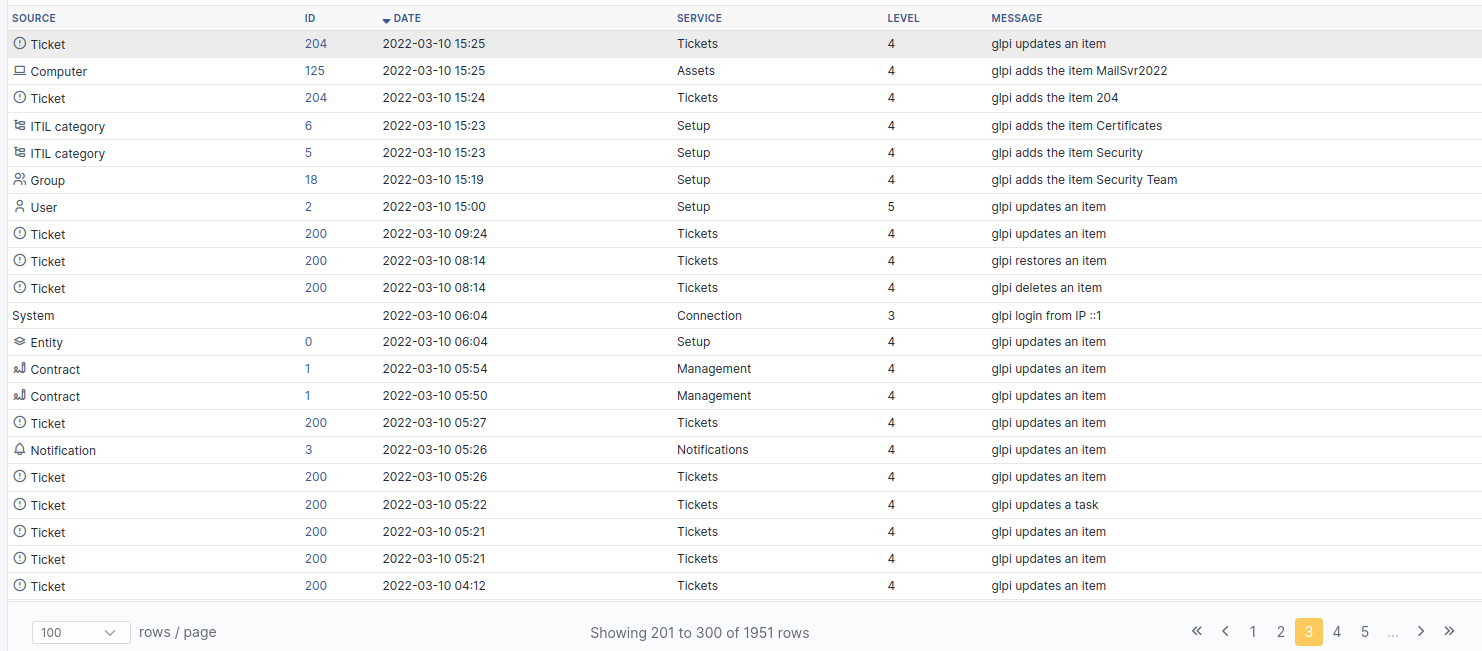 SOURCE ID DATE SERVICE LEVEL MESSAGE
Ticket 204 2022-03-10 15:25 Tickets 4 glpi updates an item
Computer 125 2022-03-10 15:25 Assets 4 glpi adds the item MailSvr2022
Ticket 204 2022-03-10 15:24 Tickets 4 glpi adds the item 204
ITIL category 6 2022-03-10 15:23 Setup 4 glpi adds the item Certificates
ITIL category 5 2022-03-10 15:23 Setup 4 glpi adds the item Security
Group 18 2022-03-10 15:19 Setup 4 glpi adds the item Security Team
User 2 2022-03-10 15:00 Setup 5 glpi updates an item
Ticket 200 2022-03-10 09:24 Tickets 4 glpi updates an item
Ticket 200 2022-03-10 08:14 Tickets 4 glpi restores an item
Ticket 200 2022-03-10 08:14 Tickets 4 glpi deletes an item
System 2022-03-10 06:04 Connection 3 glpi login from IP ::1
Entity 0 2022-03-10 06:04 Setup 4 glpi updates an item
Contract 1 2022-03-10 05:54 Management 4 glpi updates an item
Contract 1 2022-03-10 05:50 Management 4 glpi updates an item
Ticket 200 2022-03-10 05:27 Tickets 4 glpi updates an item
Notification 3 2022-03-10 05:26 Notifications 4 glpi updates an item
Ticket 200 2022-03-10 05:26 Tickets 4 glpi updates an item
Ticket 200 2022-03-10 05:22 Tickets 4 glpi updates a task
Ticket 200 2022-03-10 05:21 Tickets 4 glpi updates an item
Ticket 200 2022-03-10 05:21 Tickets 4 glpi updates an item
Ticket 200 2022-03-10 04:12 Tickets 4 glpi updates an item
100 rows / page Showing 201 to 300 of 1951 rows « ‹ 1 2 3 4 5 ... › »